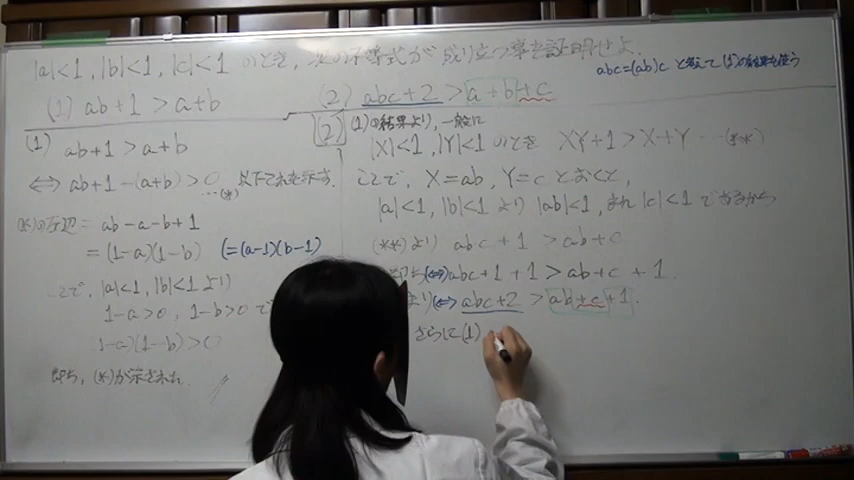 |a|<1, |b|<1, |c|<1 のとき, 次の不等式が成り立つ事を証明せよ.
(1) ab+1>a+b
(2) abc+2>a+b+c
abc=(ab)c と考えて(1)の結果を使う
(1) ab+1>a+b
⇔ ab+1-(a+b)>0 …(*) 以下これを示す.
(*)の左辺= ab-a-b+1
=(1-a)(1-b) (=(a-1)(b-1))
ここで, |a|<1, |b|<1より
1-a>0, 1-b>0 で
1-a)(1-b)>0
即ち, (*)が示された.
(2) (1)の結果より, 一般に
|X|<1, |Y|<1 のとき XY+1>X+Y …(**)
ここで, X=ab, Y=c とおくと,
|a|<1, |b|<1 より |ab|<1, また |c|<1 であるから
(**)より abc+1>ab+c
即ち(⇔)abc+1+1>ab+c+1.
より(⇔)abc+2>ab+c+1.
さらに(1)